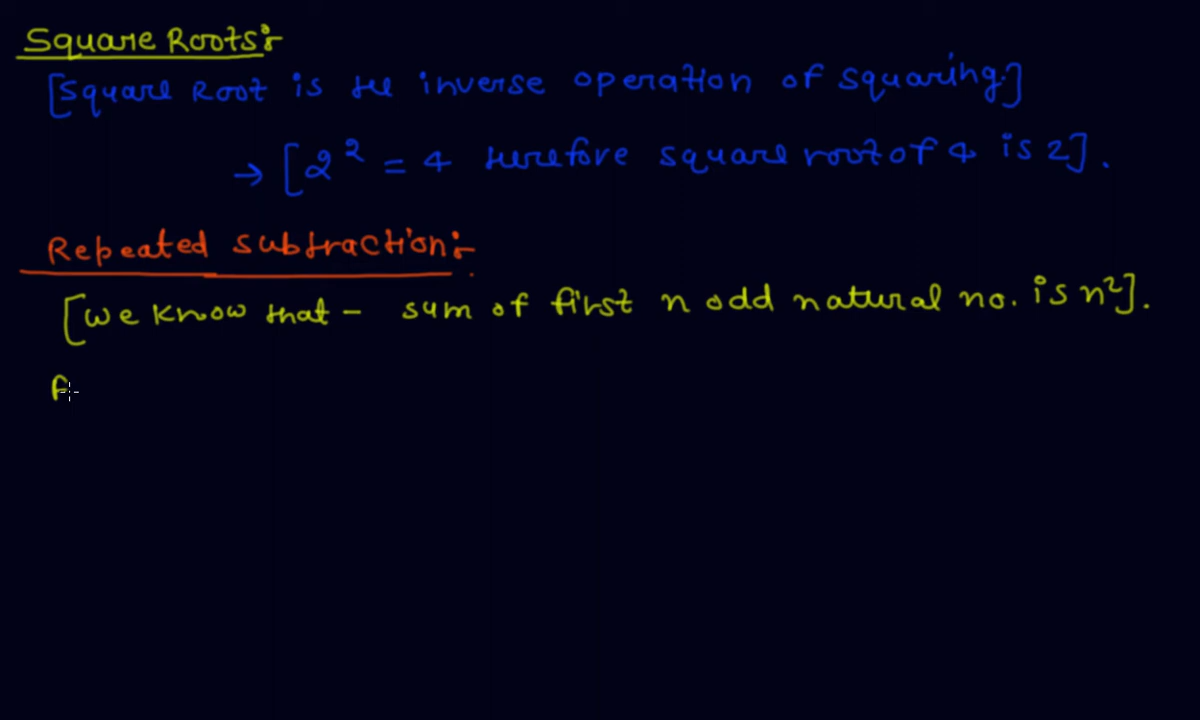 Square Roots:-
[Square Root is the inverse operation of squaring.]
→ [2² = 4 therefore square root of 4 is 2].
Repeated subtraction:-
[we know that - sum of first n odd natural no. is n²].